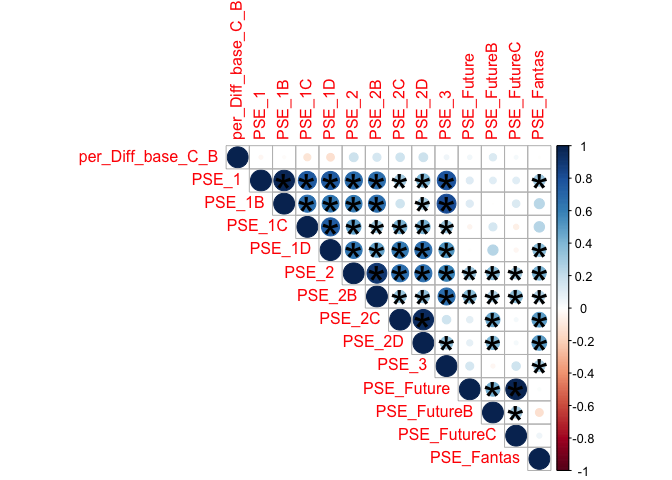 per_Diff_base_C_B
PSE_1
PSE_1B
PSE_1C
PSE_1D
PSE_2
PSE_2B
PSE_2C
PSE_2D
PSE_3
PSE_Future
PSE_FutureB
PSE_FutureC
PSE_Fantas
per_Diff_base_C_B
PSE_1
PSE_1B
PSE_1C
PSE_1D
PSE_2
PSE_2B
PSE_2C
PSE_2D
PSE_3
PSE_Future
PSE_FutureB
PSE_FutureC
PSE_Fantas
1
0.8
0.6
0.4
0.2
0
-0.2
-0.4
-0.6
-0.8
-1